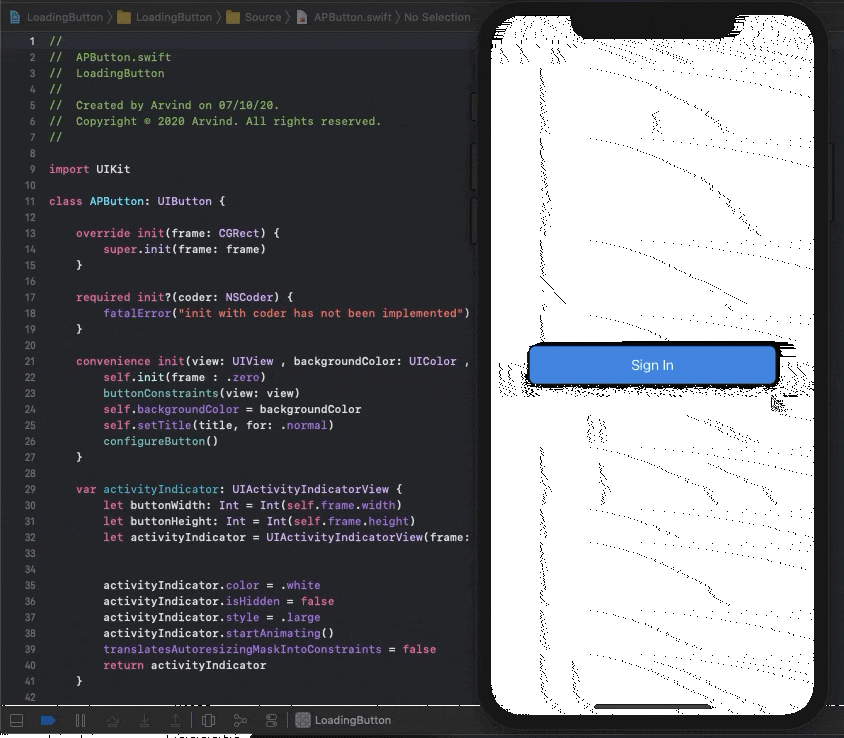 LoadingButton 〉 LoadingButton 〉 Source 〉 APButton.swift 〉 No Selection
1 //
2 //  APButton.swift
3 //  LoadingButton
4 //
5 //  Created by Arvind on 07/10/20.
6 //  Copyright © 2020 Arvind. All rights reserved.
7 //
8
9 import UIKit
10
11 class APButton: UIButton {
12
13     override init(frame: CGRect) {
14         super.init(frame: frame)
15     }
16
17     required init?(coder: NSCoder) {
18         fatalError("init with coder has not been implemented")
19     }
20
21     convenience init(view: UIView , backgroundColor: UIColor ,
22         self.init(frame : .zero)
23         buttonConstraints(view: view)
24         self.backgroundColor = backgroundColor
25         self.setTitle(title, for: .normal)
26         configureButton()
27     }
28
29     var activityIndicator: UIActivityIndicatorView {
30         let buttonWidth: Int = Int(self.frame.width)
31         let buttonHeight: Int = Int(self.frame.height)
32         let activityIndicator = UIActivityIndicatorView(frame:
33
34
35         activityIndicator.color = .white
36         activityIndicator.isHidden = false
37         activityIndicator.style = .large
38         activityIndicator.startAnimating()
39         translatesAutoresizingMaskIntoConstraints = false
40         return activityIndicator
41     }
42
LoadingButton
Sign In